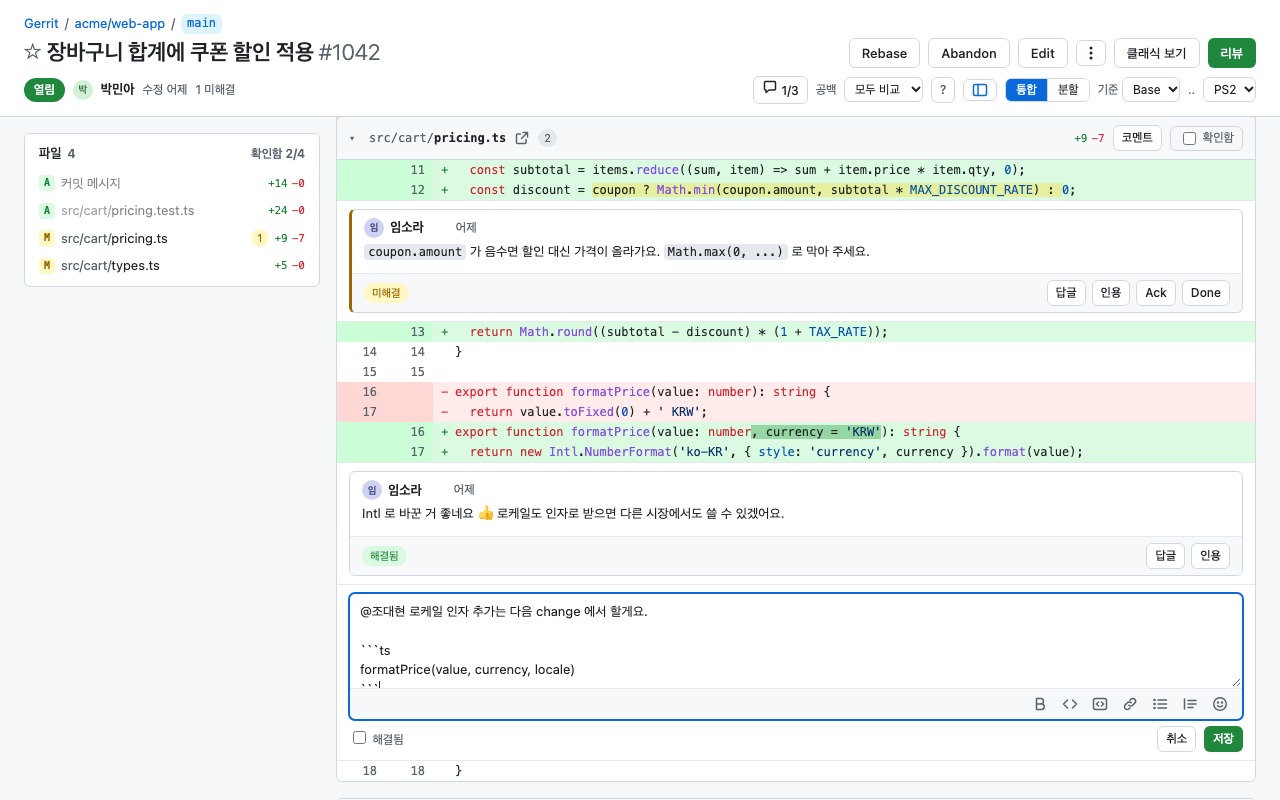 Gerrit / acme/web-app / main
☆ 장바구니 합계에 쿠폰 할인 적용 #1042
Rebase Abandon Edit ⋮ 클래식 보기 리뷰
열림 박 박민아 수정 어제 1 미해결
1/3 공백 모두 비교 ? 통합 분할 기준 Base .. PS2
파일 4 확인함 2/4
A 커밋 메시지 +14 −0
A src/cart/pricing.test.ts +24 −0
M src/cart/pricing.ts 1 +9 −7
M src/cart/types.ts +5 −0
src/cart/pricing.ts 2 +9 −7 코멘트 확인함
11 + const subtotal = items.reduce((sum, item) => sum + item.price * item.qty, 0);
12 + const discount = coupon ? Math.min(coupon.amount, subtotal * MAX_DISCOUNT_RATE) : 0;
임 임소라 어제
coupon.amount 가 음수면 할인 대신 가격이 올라가요. Math.max(0, ...) 로 막아 주세요.
미해결 답글 인용 Ack Done
13 + return Math.round((subtotal − discount) * (1 + TAX_RATE));
14 14 }
15 15
16 − export function formatPrice(value: number): string {
17 − return value.toFixed(0) + ' KRW';
16 + export function formatPrice(value: number, currency = 'KRW'): string {
17 + return new Intl.NumberFormat('ko-KR', { style: 'currency', currency }).format(value);
임 임소라 어제
Intl 로 바꾼 거 좋네요 👍 로케일도 인자로 받으면 다른 시장에서도 쓸 수 있겠어요.
해결됨 답글 인용
@조대현 로케일 인자 추가는 다음 change 에서 할게요.
```ts
formatPrice(value, currency, locale)
```
해결됨 취소 저장
18 18 }